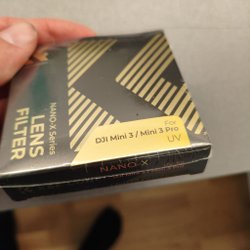 NANO-X Series
LENS
FILTER
For
DJI Mini 3 / Mini 3 Pro
UV
NANO-X